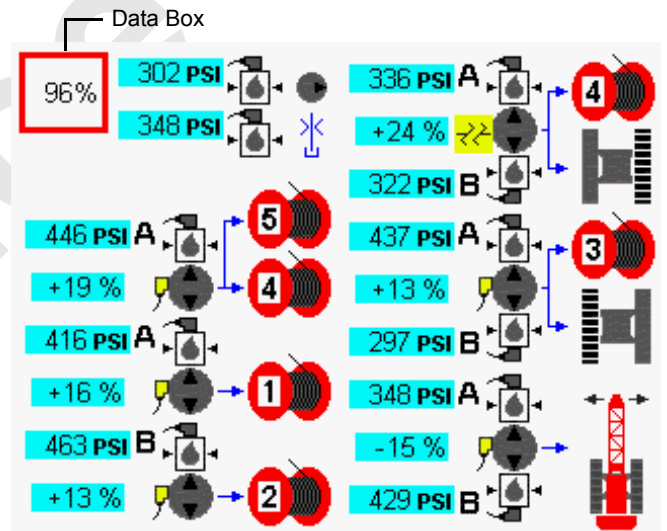 Data Box
96%
302 PSI
348 PSI
336 PSI A
4
+24 %
322 PSI B
446 PSI A
5
+19 %
4
416 PSI A
+16 %
1
463 PSI B
+13 %
2
437 PSI A
3
+13 %
297 PSI B
348 PSI A
-15 %
429 PSI B